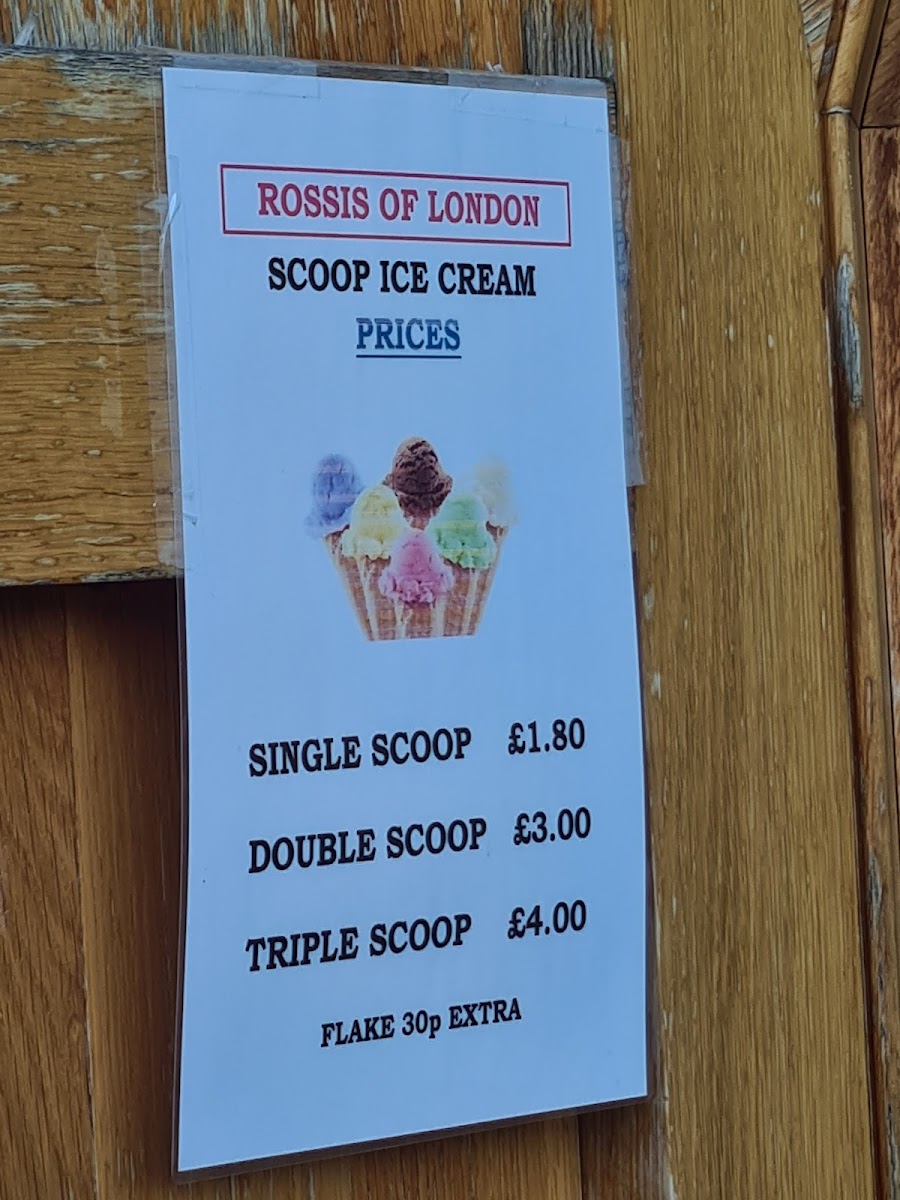 ROSSIS OF LONDON
SCOOP ICE CREAM
PRICES
SINGLE SCOOP £1.80
DOUBLE SCOOP £3.00
TRIPLE SCOOP £4.00
FLAKE 30p EXTRA